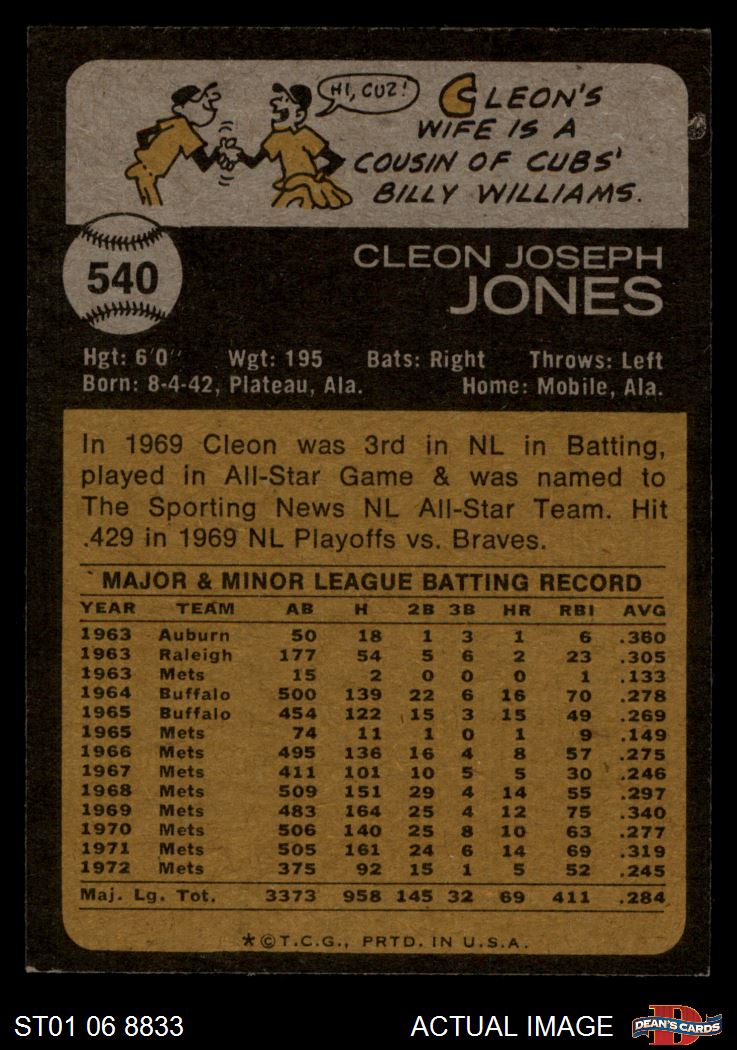 HI, CUZ!
CLEON'S
WIFE IS A
COUSIN OF CUBS'
BILLY WILLIAMS.
540
CLEON JOSEPH
JONES
Hgt: 6'0" Wgt: 195 Bats: Right Throws: Left
Born: 8-4-42, Plateau, Ala. Home: Mobile, Ala.
In 1969 Cleon was 3rd in NL in Batting,
played in All-Star Game & was named to
The Sporting News NL All-Star Team. Hit
.429 in 1969 NL Playoffs vs. Braves.
MAJOR & MINOR LEAGUE BATTING RECORD
YEAR TEAM AB H 2B 3B HR RBI AVG
1963 Auburn 50 18 1 3 1 6 .360
1963 Raleigh 177 54 5 6 2 23 .305
1963 Mets 15 2 0 0 0 1 .133
1964 Buffalo 500 139 22 6 16 70 .278
1965 Buffalo 454 122 15 3 15 49 .269
1965 Mets 74 11 1 0 1 9 .149
1966 Mets 495 136 16 4 8 57 .275
1967 Mets 411 101 10 5 5 30 .246
1968 Mets 509 151 29 4 14 55 .297
1969 Mets 483 164 25 4 12 75 .340
1970 Mets 506 140 25 8 10 63 .277
1971 Mets 505 161 24 6 14 69 .319
1972 Mets 375 92 15 1 5 52 .245
Maj. Lg. Tot. 3373 958 145 32 69 411 .284
*©T.C.G., PRTD. IN U.S.A.
ST01 06 8833 ACTUAL IMAGE D DEAN'S CARDS